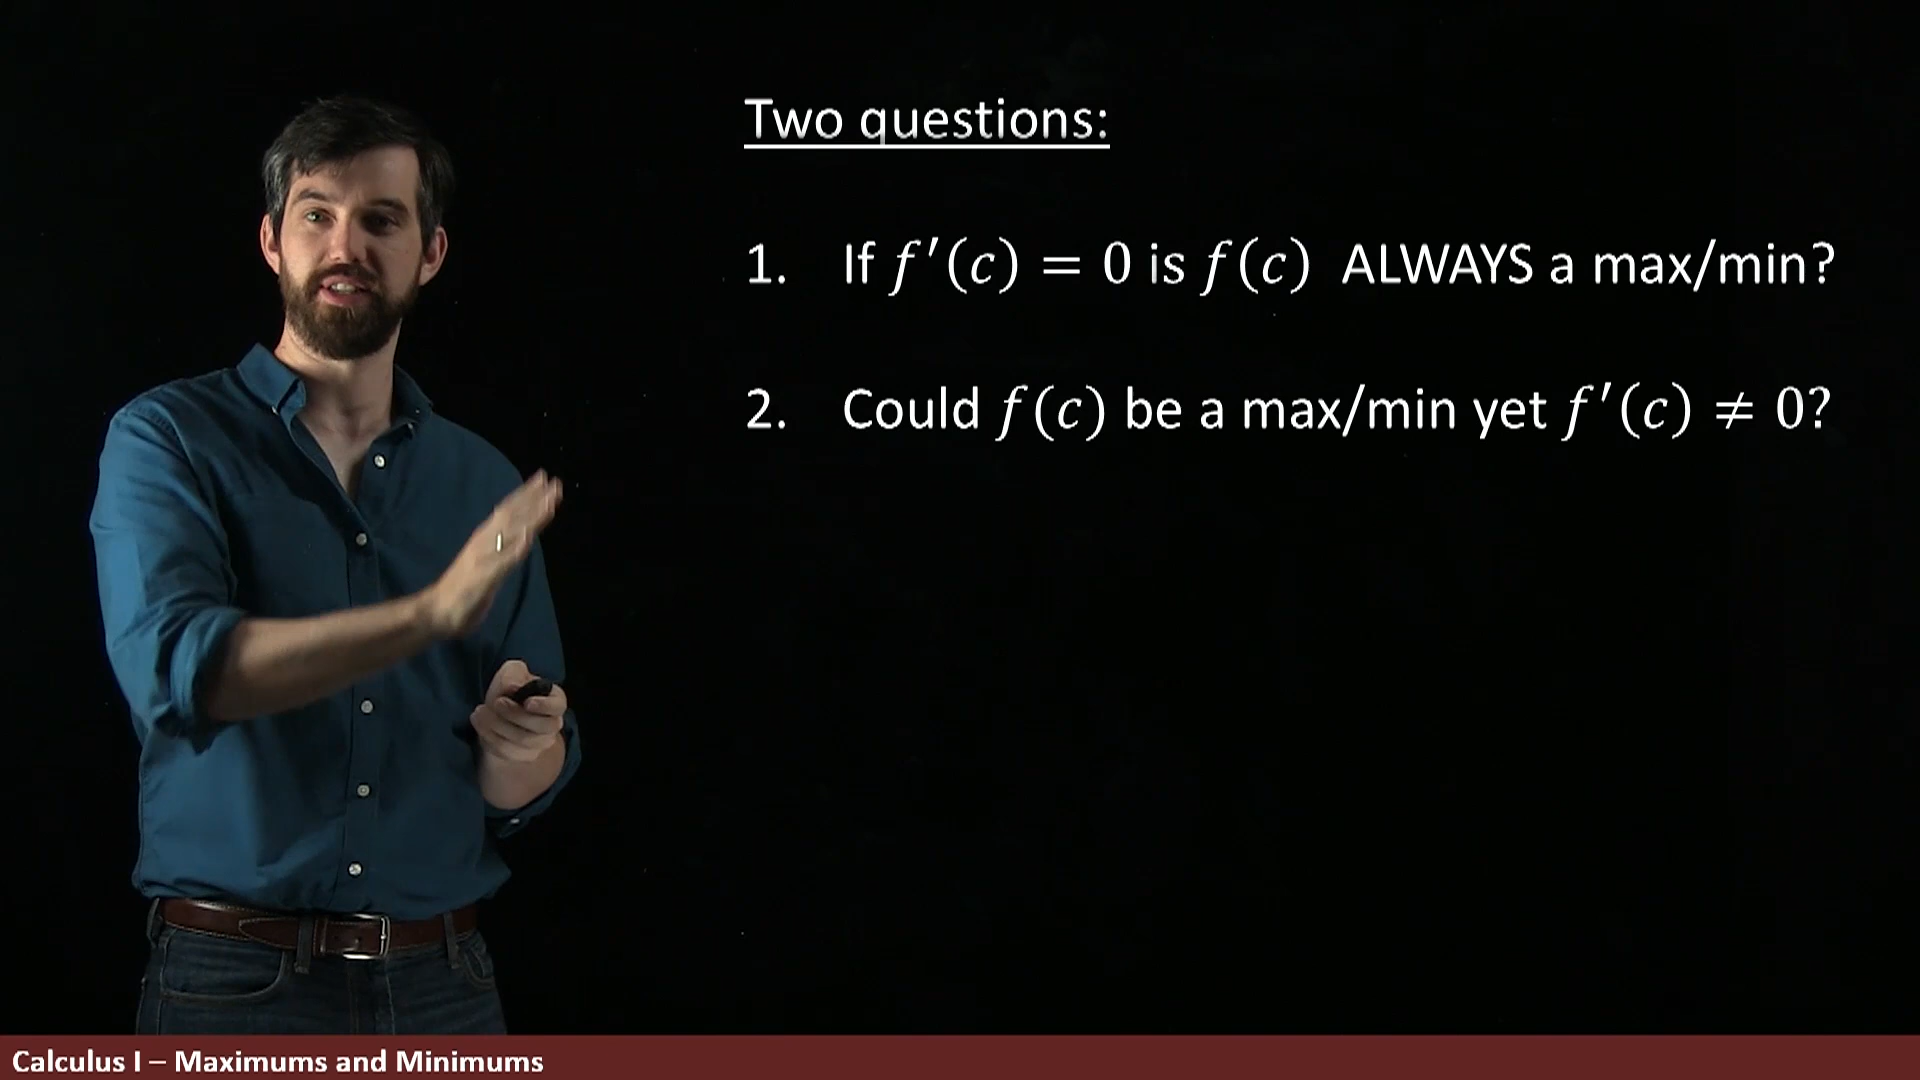 Two questions:
1. If f′(c) = 0 is f(c) ALWAYS a max/min?
2. Could f(c) be a max/min yet f′(c) ≠ 0?
Calculus I – Maximums and Minimums